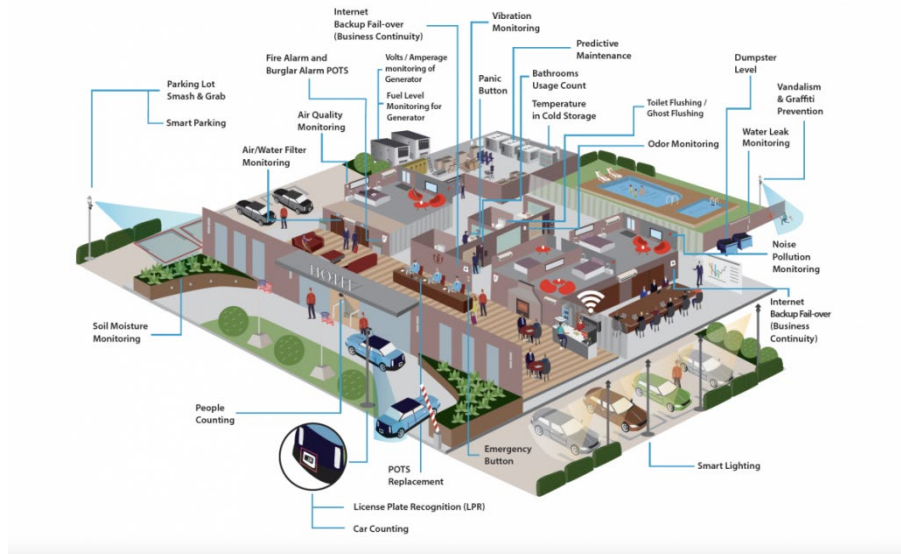 Internet
Backup Fail-over
(Business Continuity)
Vibration
Monitoring
Fire Alarm and
Burglar Alarm POTS
Volts / Amperage
monitoring of
Generator
Fuel Level
Monitoring for
Generator
Panic
Button
Predictive
Maintenance
Bathrooms
Usage Count
Temperature
in Cold Storage
Toilet Flushing /
Ghost Flushing
Odor Monitoring
Dumpster
Level
Vandalism
& Graffiti
Prevention
Water Leak
Monitoring
Parking Lot
Smash & Grab
Smart Parking
Air Quality
Monitoring
Air/Water Filter
Monitoring
HOTEL
Noise
Pollution
Monitoring
Internet
Backup Fail-over
(Business
Continuity)
Soil Moisture
Monitoring
People
Counting
POTS
Replacement
Emergency
Button
Smart Lighting
License Plate Recognition (LPR)
Car Counting